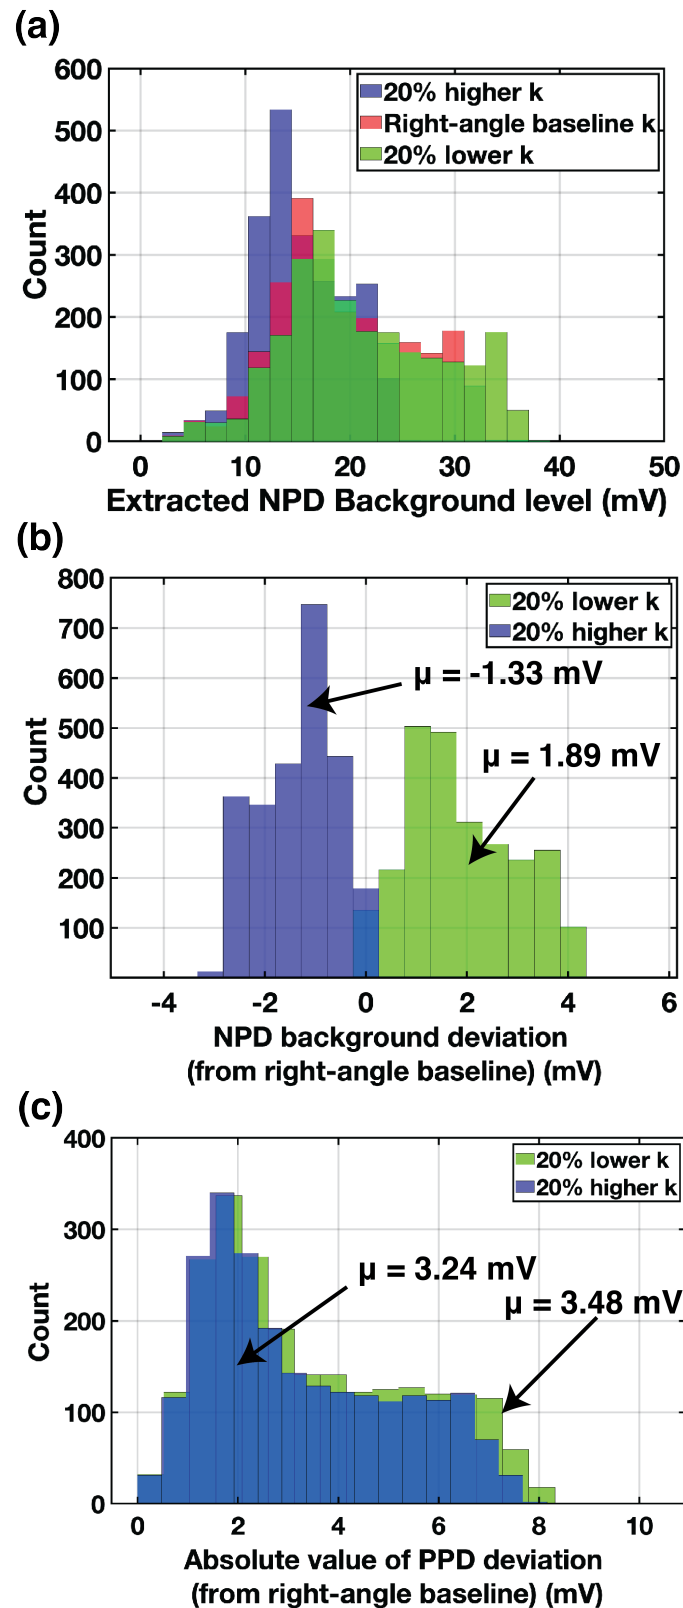 (a)
600
500
400
300
200
100
0
Count
20% higher k
Right-angle baseline k
20% lower k
0 10 20 30 40 50
Extracted NPD Background level (mV)
(b)
800
700
600
500
400
300
200
100
Count
20% lower k
20% higher k
μ = -1.33 mV
μ = 1.89 mV
-4 -2 0 2 4 6
NPD background deviation
(from right-angle baseline) (mV)
(c)
400
300
200
100
0
Count
20% lower k
20% higher k
μ = 3.24 mV
μ = 3.48 mV
0 2 4 6 8 10
Absolute value of PPD deviation
(from right-angle baseline) (mV)